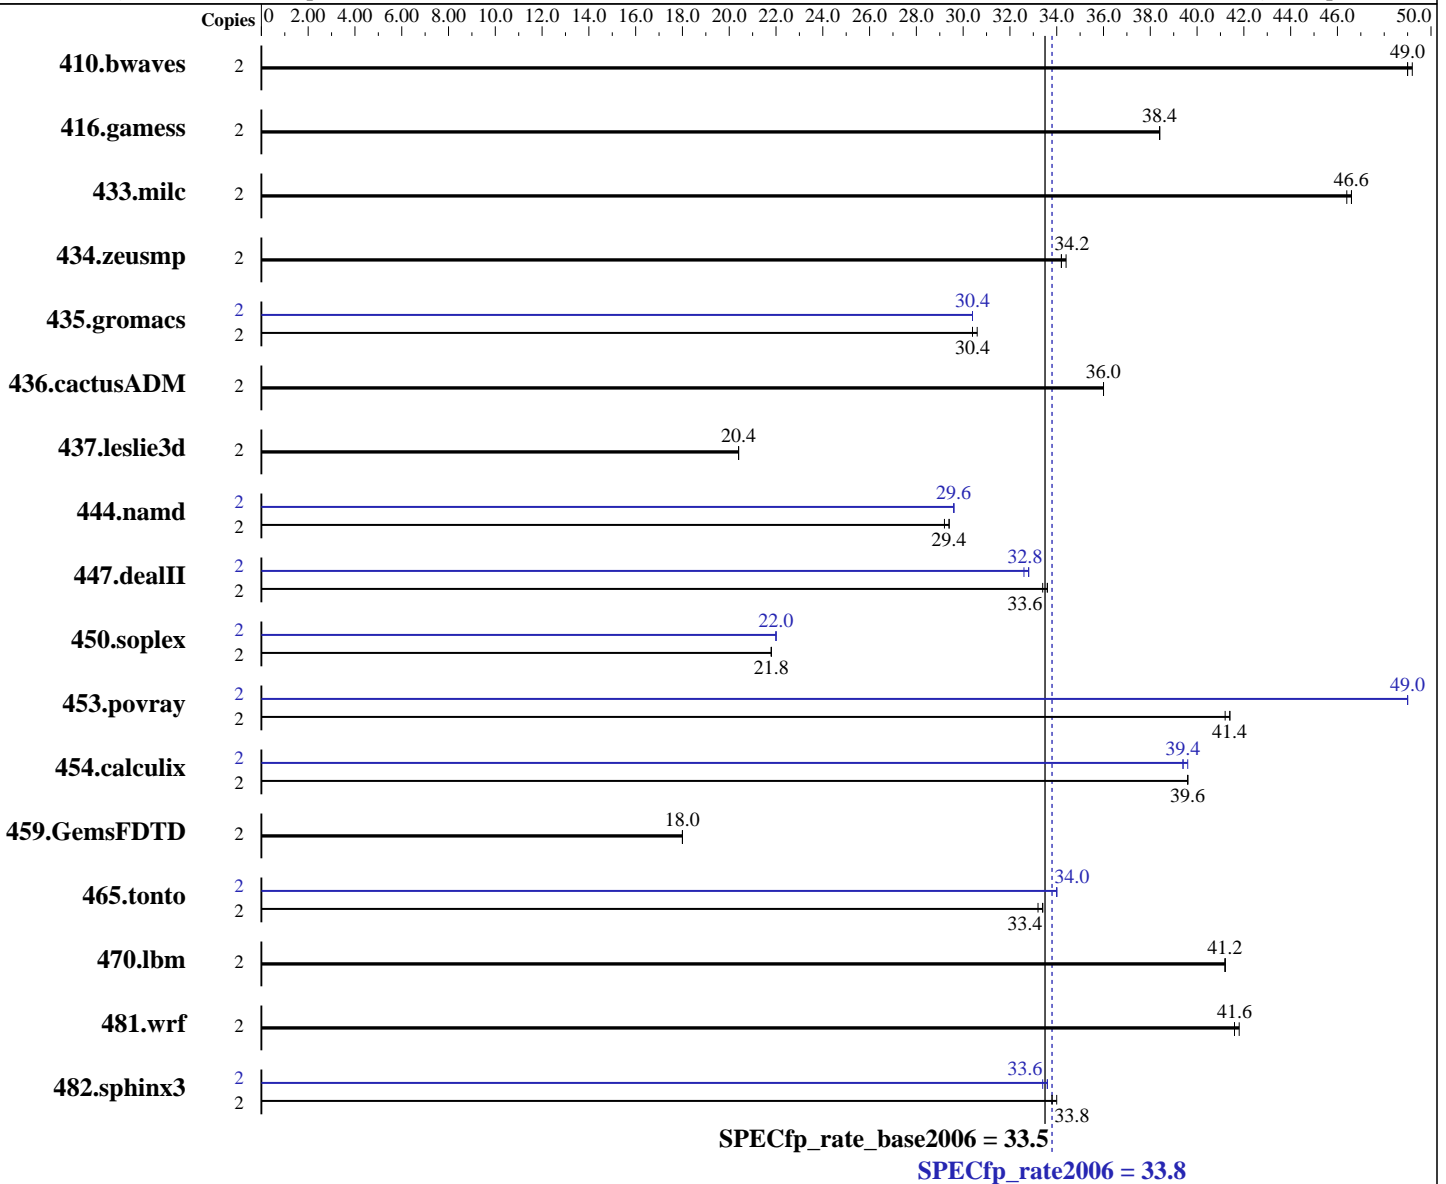 Copies 0 2.00 4.00 6.00 8.00 10.0 12.0 14.0 16.0 18.0 20.0 22.0 24.0 26.0 28.0 30.0 32.0 34.0 36.0 38.0 40.0 42.0 44.0 46.0 50.0
410.bwaves 2 49.0
416.gamess 2 38.4
433.milc 2 46.6
434.zeusmp 2 34.2
435.gromacs 2 30.4
2 30.4
436.cactusADM 2 36.0
437.leslie3d 2 20.4
444.namd 2 29.6
2 29.4
447.dealII 2 32.8
2 33.6
450.soplex 2 22.0
2 21.8
453.povray 2 49.0
2 41.4
454.calculix 2 39.4
2 39.6
459.GemsFDTD 2 18.0
465.tonto 2 34.0
2 33.4
470.lbm 2 41.2
481.wrf 2 41.6
482.sphinx3 2 33.6
2 33.8
SPECfp_rate_base2006 = 33.5
SPECfp_rate2006 = 33.8